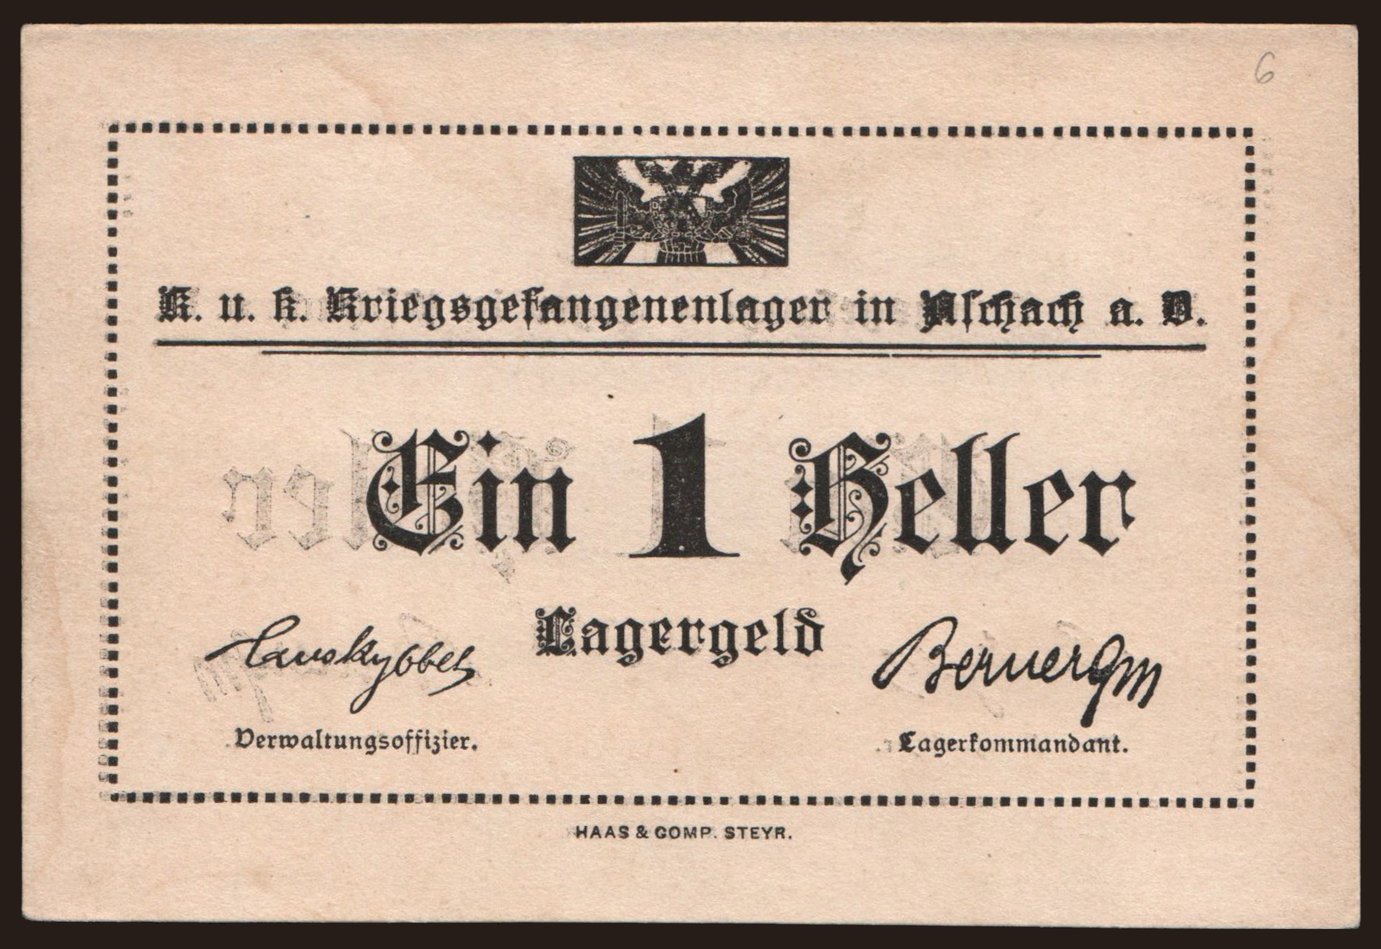 6
K. u. k. Kriegsgefangenenlager in Aschach a. D.
Ein 1 Heller
Lagergeld
Verwaltungsoffizier. Lagerkommandant.
HAAS & COMP. STEYR.